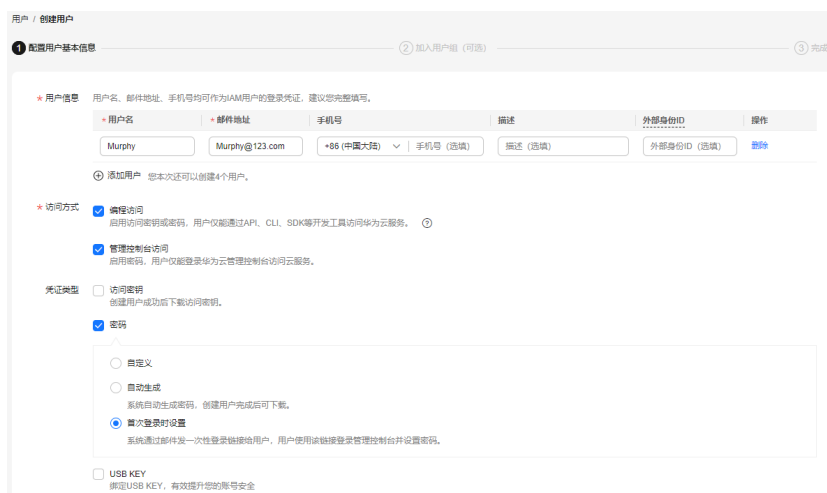 用户 / 创建用户
1 配置用户基本信息
2 加入用户组（可选）
3 完成
* 用户信息
用户名、邮件地址、手机号均可作为IAM用户的登录凭证，建议您完整填写。
* 用户名 * 邮件地址 手机号 描述 外部身份ID 操作
Murphy Murphy@123.com +86 (中国大陆) 手机号（选填） 描述（选填） 外部身份ID（选填） 删除
添加用户 您本次还可以创建4个用户。
* 访问方式
编程访问
启用访问密钥或密码，用户仅能通过API、CLI、SDK等开发工具访问华为云服务。 ?
管理控制台访问
启用密码，用户仅能登录华为云管理控制台访问云服务。
凭证类型
访问密钥
创建用户成功后下载访问密钥。
密码
自定义
自动生成
系统自动生成密码，创建用户完成后可下载。
首次登录时设置
系统通过邮件发一次性登录链接给用户，用户使用该链接登录管理控制台并设置密码。
USB KEY
绑定USB KEY，有效提升您的账号安全